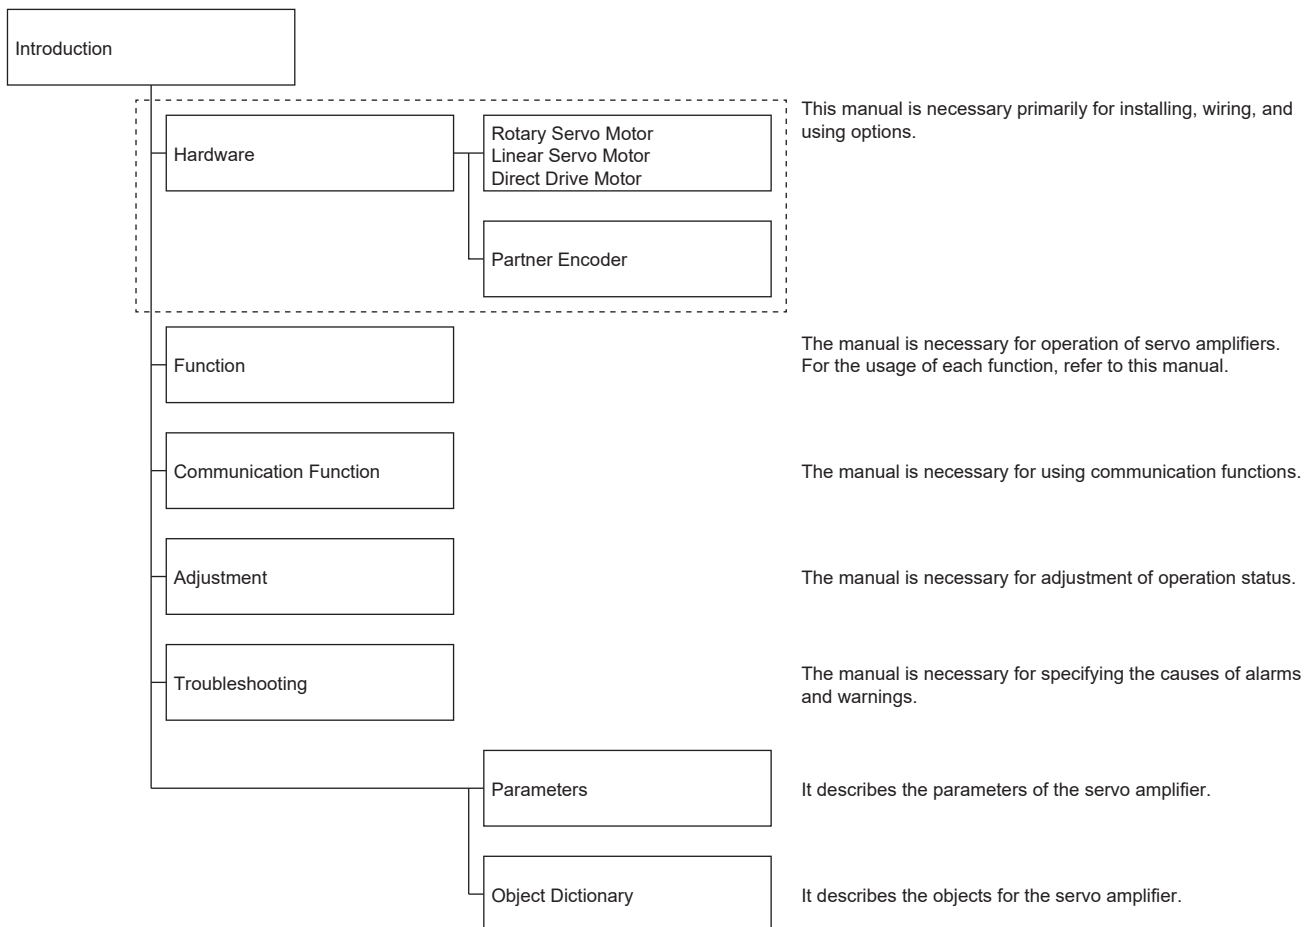 Introduction
This manual is necessary primarily for installing, wiring, and
using options.
Hardware
Rotary Servo Motor
Linear Servo Motor
Direct Drive Motor
Partner Encoder
Function
The manual is necessary for operation of servo amplifiers.
For the usage of each function, refer to this manual.
Communication Function
The manual is necessary for using communication functions.
Adjustment
The manual is necessary for adjustment of operation status.
Troubleshooting
The manual is necessary for specifying the causes of alarms
and warnings.
Parameters
It describes the parameters of the servo amplifier.
Object Dictionary
It describes the objects for the servo amplifier.